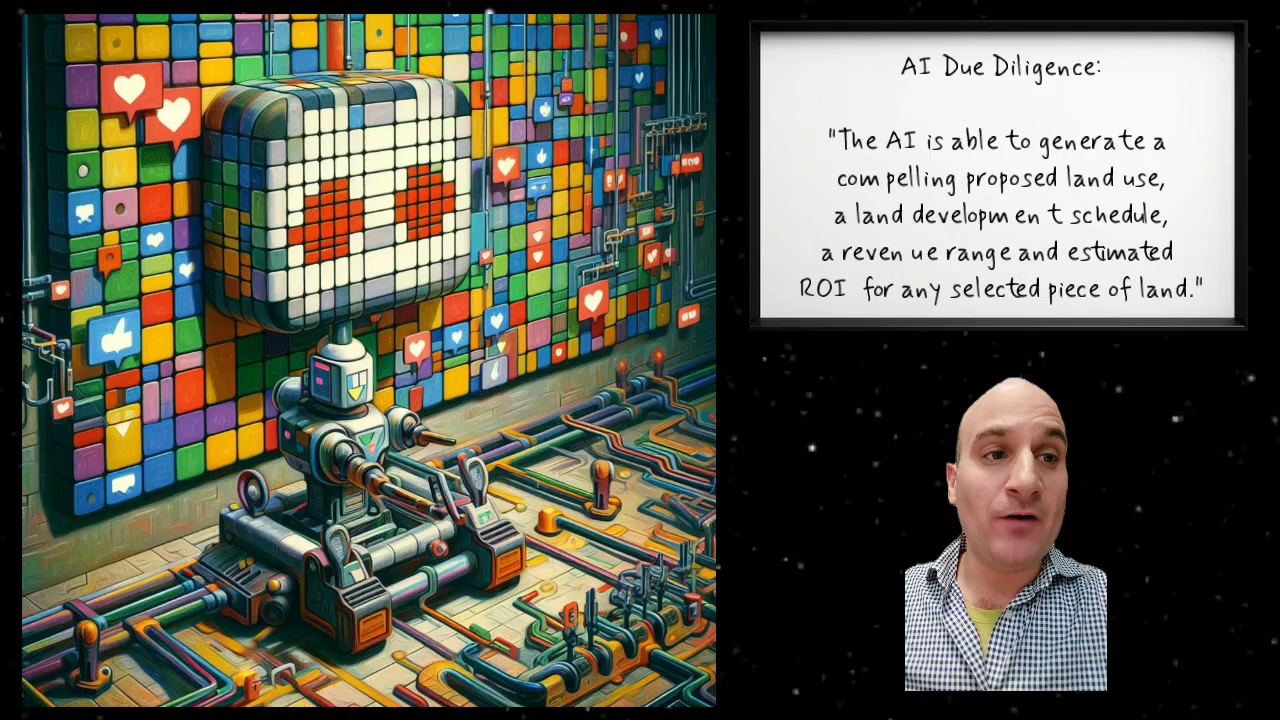 AI Due Diligence:
"The AI is able to generate a
compelling proposed land use,
a land development schedule,
a revenue range and estimated
ROI for any selected piece of land."